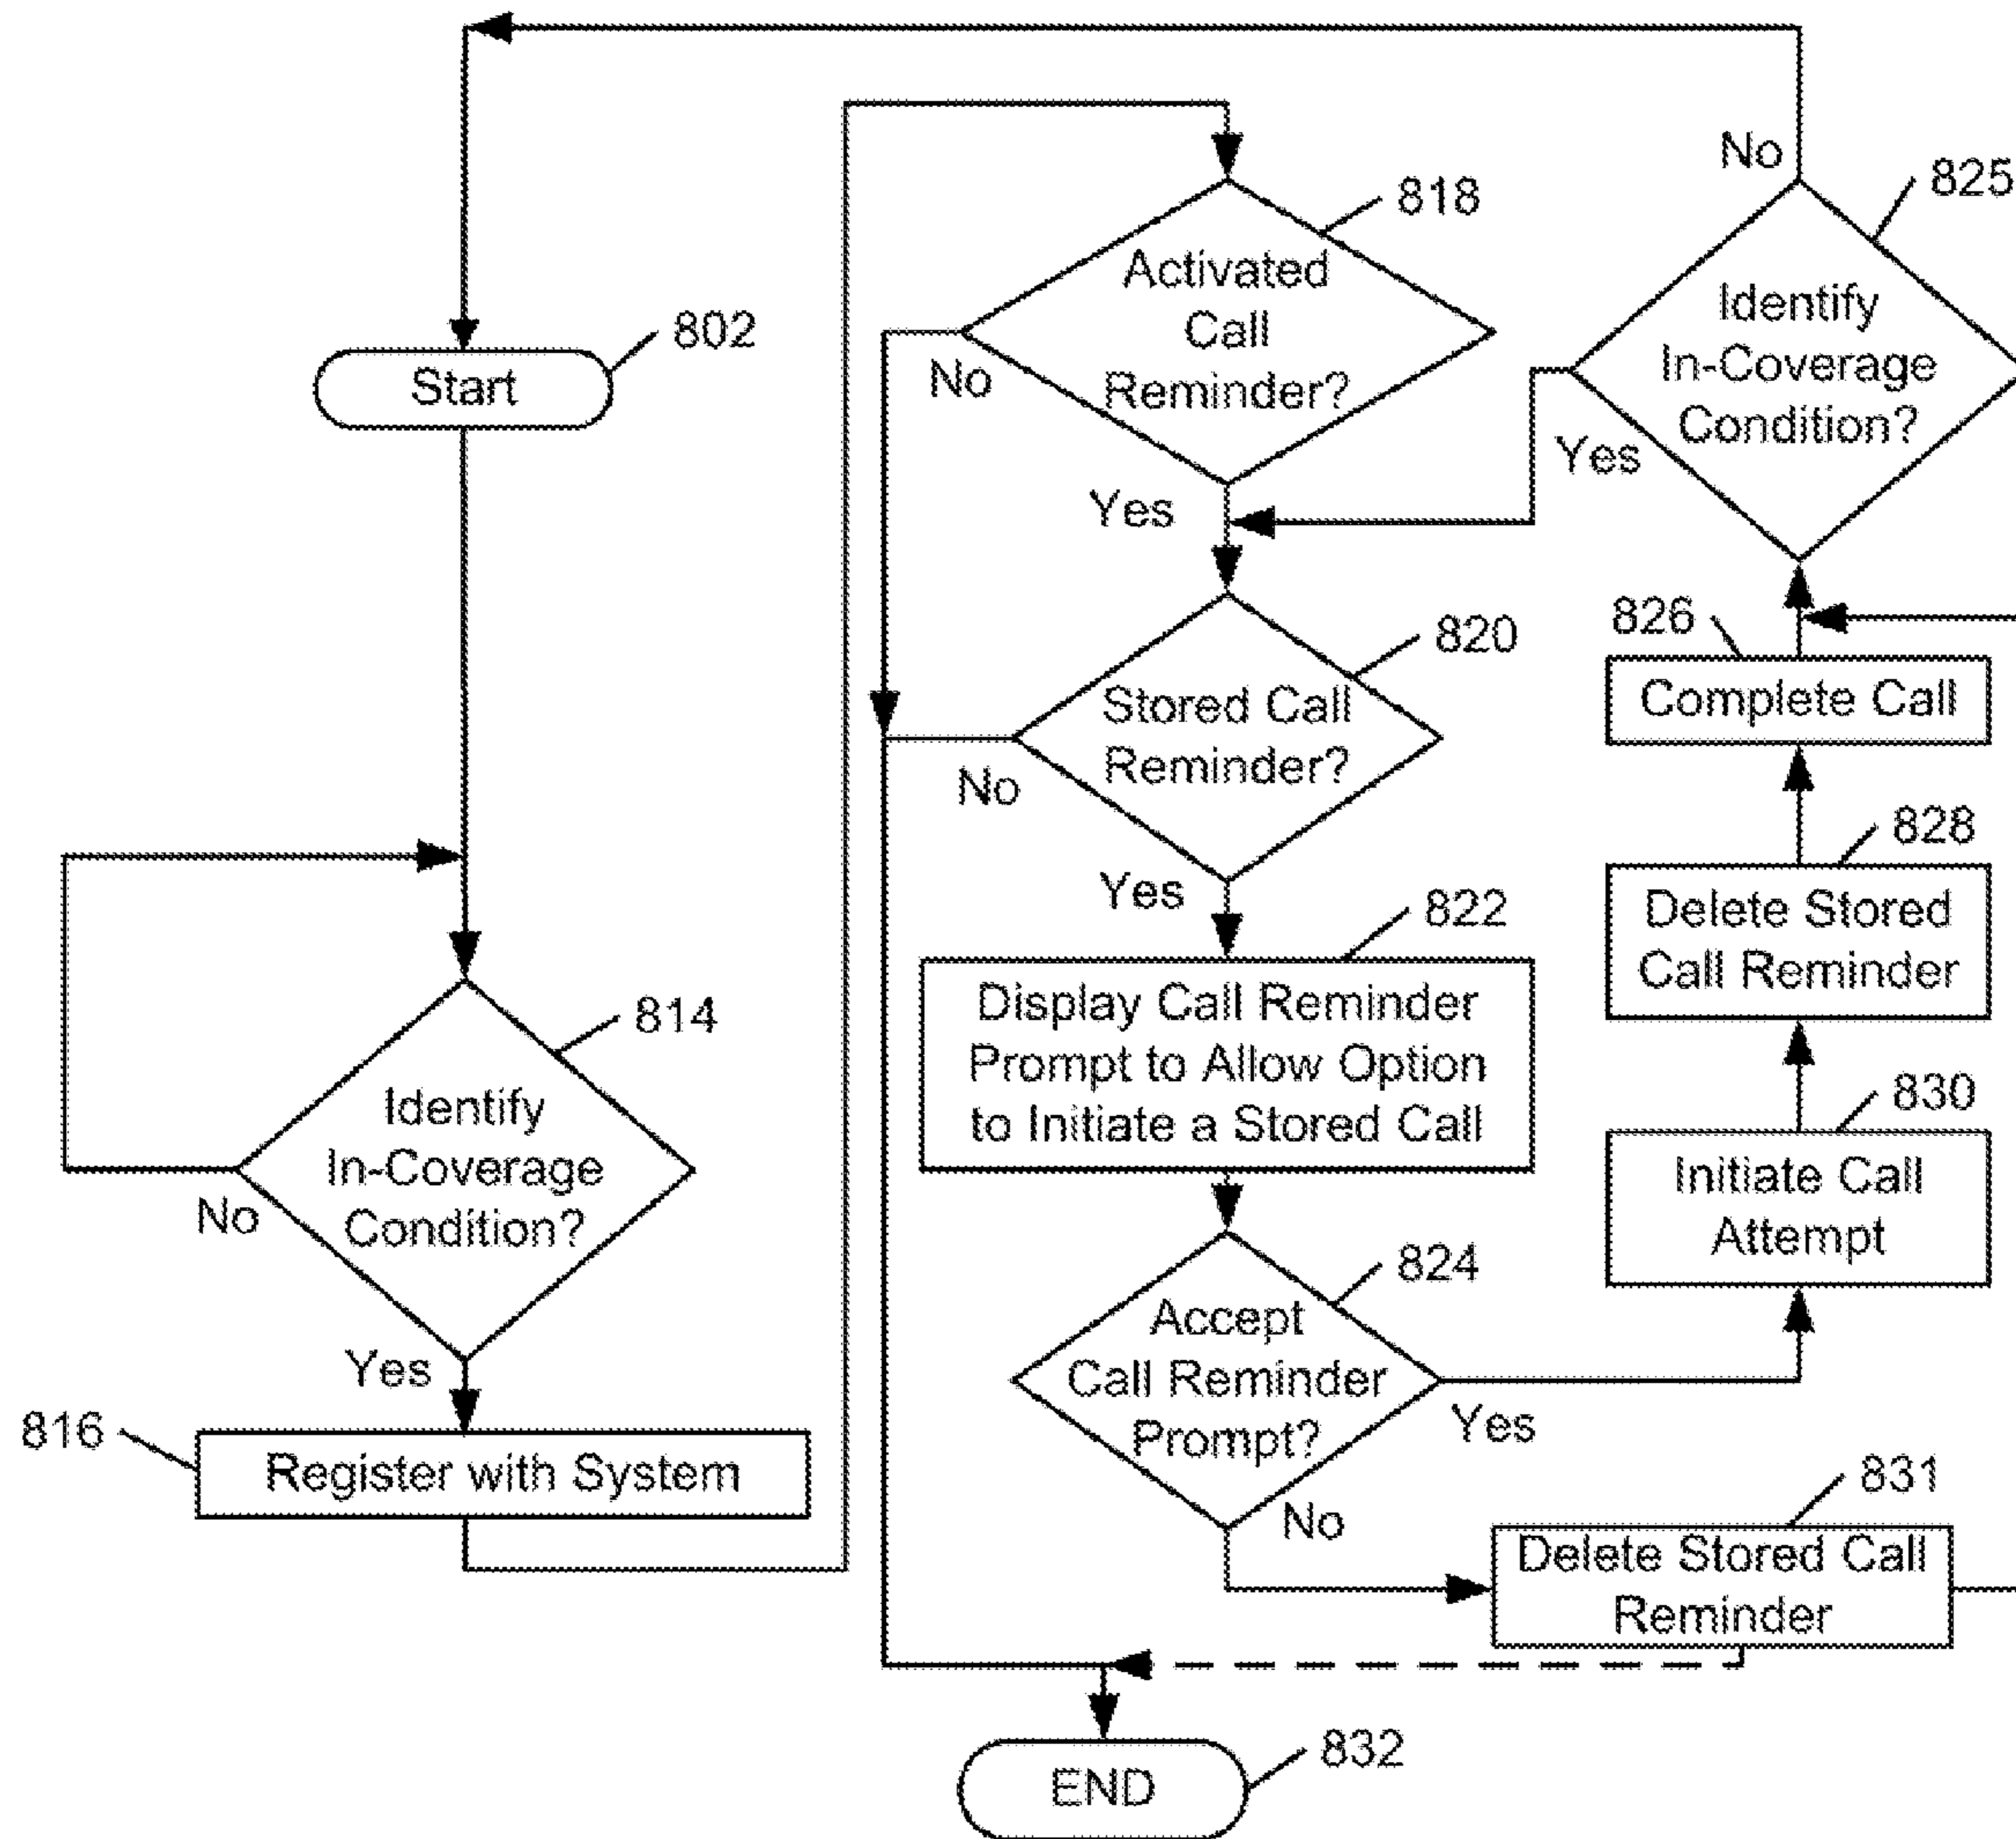 Start
802
Identify
In-Coverage
Condition?
814
No
Yes
816
Register with System
Activated
Call
Reminder?
818
No
Yes
Stored Call
Reminder?
820
No
Yes
822
Display Call Reminder
Prompt to Allow Option
to Initiate a Stored Call
Accept
Call Reminder
Prompt?
824
Yes
No
831
Delete Stored Call
Reminder
830
Initiate Call
Attempt
828
Delete Stored
Call Reminder
826
Complete Call
Identify
In-Coverage
Condition?
825
No
Yes
END
832